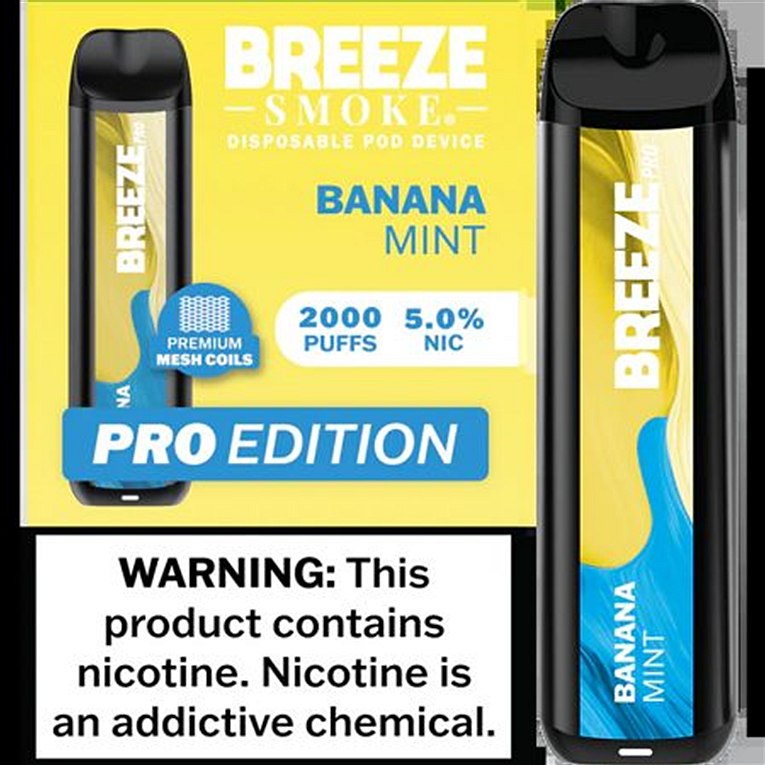 BREEZE
SMOKE®
DISPOSABLE POD DEVICE
BANANA
MINT
2000 PUFFS
5.0% NIC
PREMIUM
MESH COILS
BREEZE PRO
NA
PRO EDITION
WARNING: This
product contains
nicotine. Nicotine is
an addictive chemical.
BREEZE PRO
BANANA
MINT